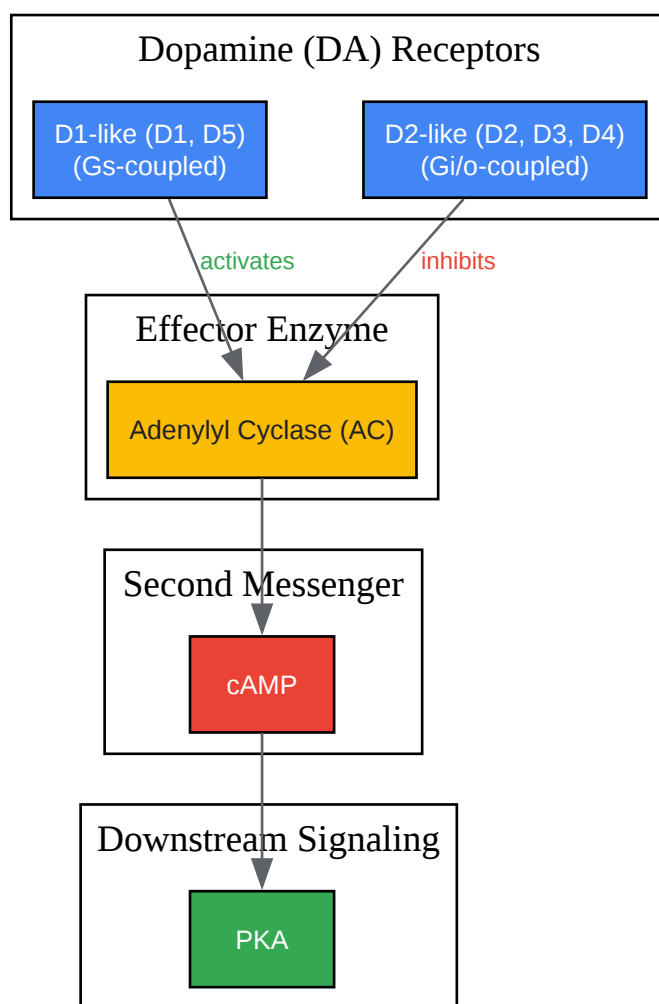 Dopamine (DA) Receptors
D1-like (D1, D5)
(Gs-coupled)
D2-like (D2, D3, D4)
(Gi/o-coupled)
activates
inhibits
Effector Enzyme
Adenylyl Cyclase (AC)
Second Messenger
cAMP
Downstream Signaling
PKA